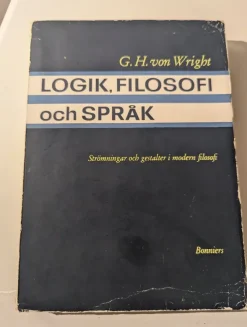 G. H. von Wright
LOGIK, FILOSOFI
och SPRÅK
Strömningar och gestalter i modern filosofi
Bonniers